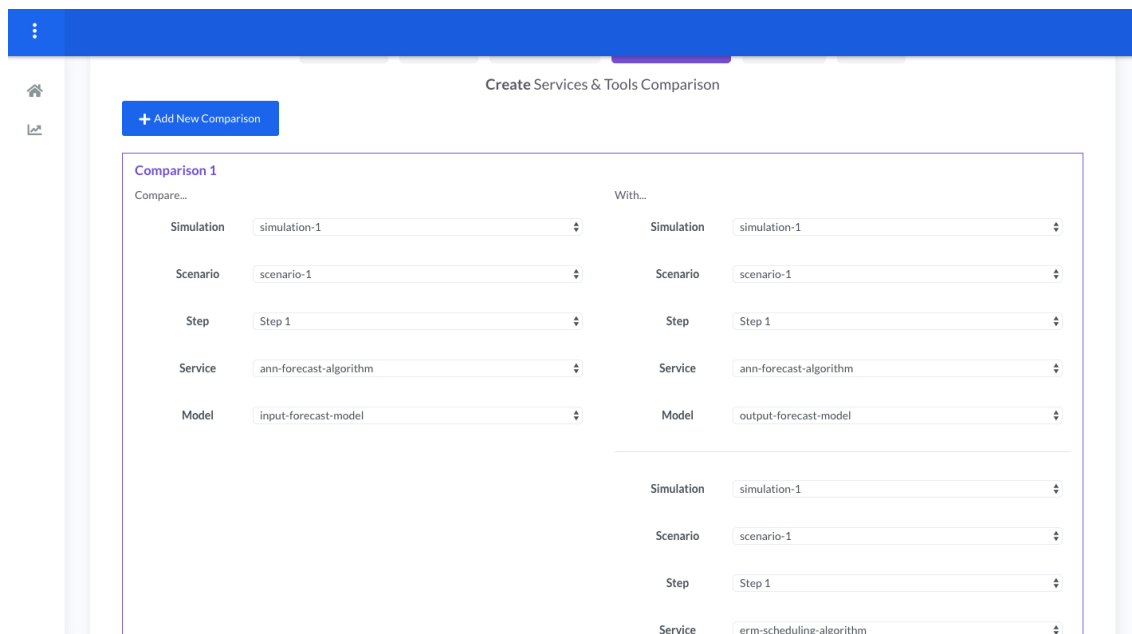 Create Services & Tools Comparison
Add New Comparison
Comparison 1
Compare...
Simulation simulation-1
Scenario scenario-1
Step Step 1
Service ann-forecast-algorithm
Model input-forecast-model
With...
Simulation simulation-1
Scenario scenario-1
Step Step 1
Service ann-forecast-algorithm
Model output-forecast-model
Simulation simulation-1
Scenario scenario-1
Step Step 1
Service erm-scheduling-algorithm